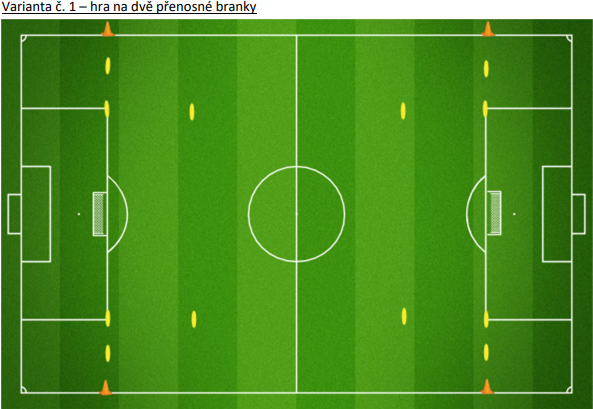 Varianta č. 1 – hra na dvě přenosné branky